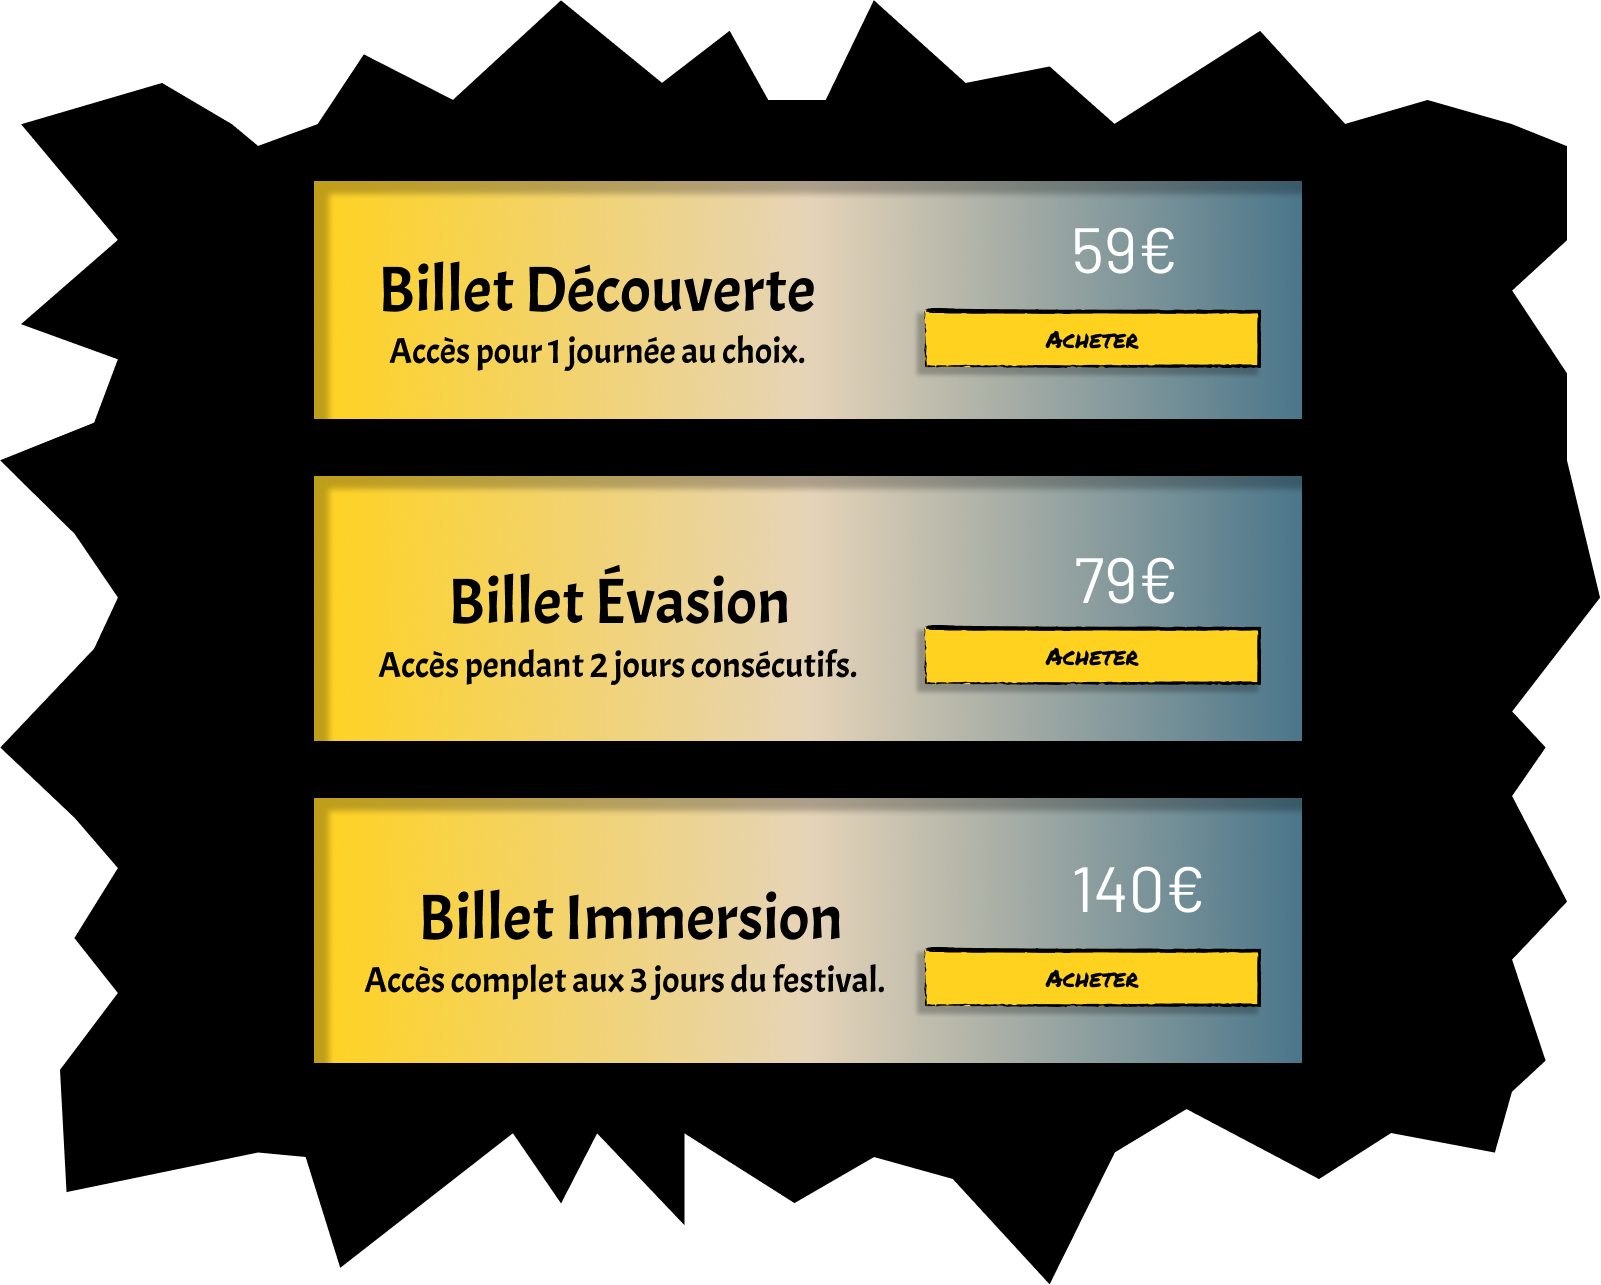 Billet Découverte
Accès pour 1 journée au choix.
59€
Acheter
Billet Évasion
Accès pendant 2 jours consécutifs.
79€
Acheter
Billet Immersion
Accès complet aux 3 jours du festival.
140€
Acheter